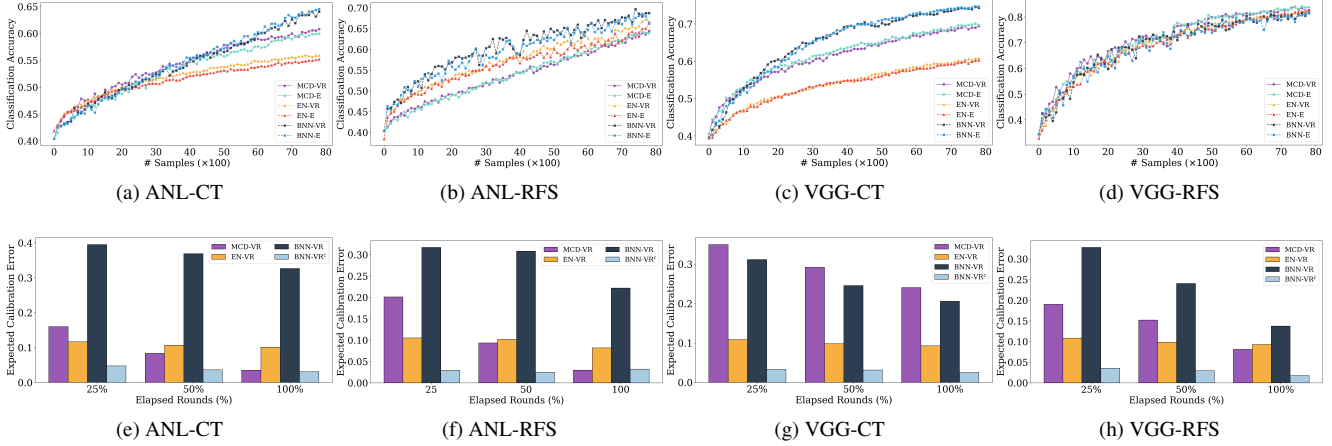 Classification Accuracy
0.65
0.60
0.55
0.50
0.45
0.40
MCD-VR
MCD-E
EN-VR
EN-E
BNN-VR
BNN-E
0 10 20 30 40 50 60 70 80
# Samples (×100)
(a) ANL-CT
Classification Accuracy
0.70
0.65
0.60
0.55
0.50
0.45
0.40
MCD-VR
MCD-E
EN-VR
EN-E
BNN-VR
BNN-E
0 10 20 30 40 50 60 70 80
# Samples (×100)
(b) ANL-RFS
Classification Accuracy
0.7
0.6
0.5
0.4
MCD-VR
MCD-E
EN-VR
EN-E
BNN-VR
BNN-E
0 10 20 30 40 50 60 70 80
# Samples (×100)
(c) VGG-CT
Classification Accuracy
0.8
0.7
0.6
0.5
0.4
0.3
MCD-VR
MCD-E
EN-VR
EN-E
BNN-VR
BNN-E
0 10 20 30 40 50 60 70 80
# Samples (×100)
(d) VGG-RFS
Expected Calibration Error
0.4
0.3
0.2
0.1
0.0
MCD-VR BNN-VR
EN-VR BNN-VRᶜ
25% 50% 100%
Elapsed Rounds (%)
(e) ANL-CT
Expected Calibration Error
0.30
0.25
0.20
0.15
0.10
0.05
0.00
MCD-VR BNN-VR
EN-VR BNN-VRᶜ
25 50 100
Elapsed Rounds (%)
(f) ANL-RFS
Expected Calibration Error
0.3
0.2
0.1
0.0
MCD-VR
EN-VR
BNN-VR
BNN-VRᶜ
25% 50% 100%
Elapsed Rounds (%)
(g) VGG-CT
Expected Calibration Error
0.30
0.25
0.20
0.15
0.10
0.05
0.00
MCD-VR
EN-VR
BNN-VR
BNN-VRᶜ
25% 50% 100%
Elapsed Rounds (%)
(h) VGG-RFS